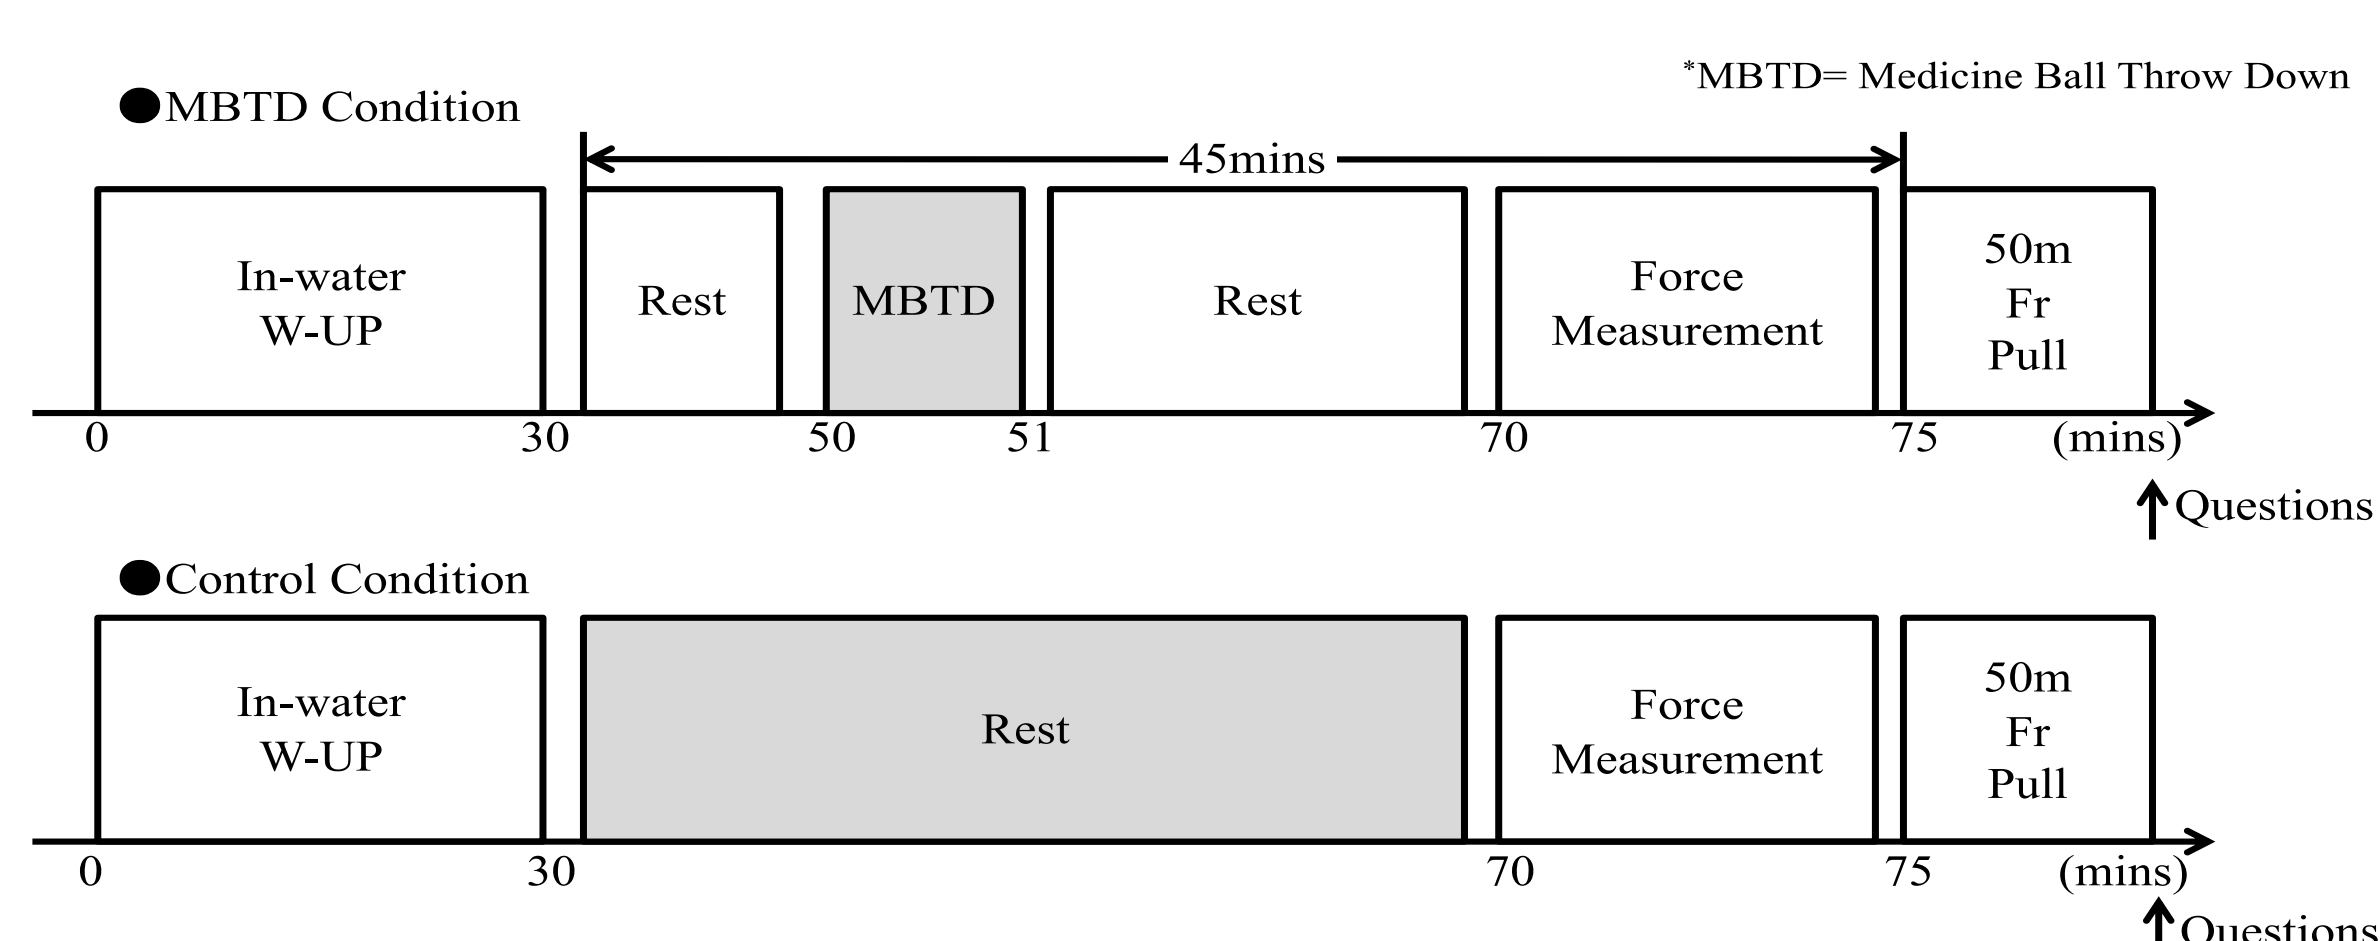 *MBTD= Medicine Ball Throw Down
●MBTD Condition
45mins
In-water
W-UP
Rest
MBTD
Rest
Force
Measurement
50m
Fr
Pull
0 30 50 51 70 75 (mins)
Questions
●Control Condition
In-water
W-UP
Rest
Force
Measurement
50m
Fr
Pull
0 30 70 75 (mins)
Questions